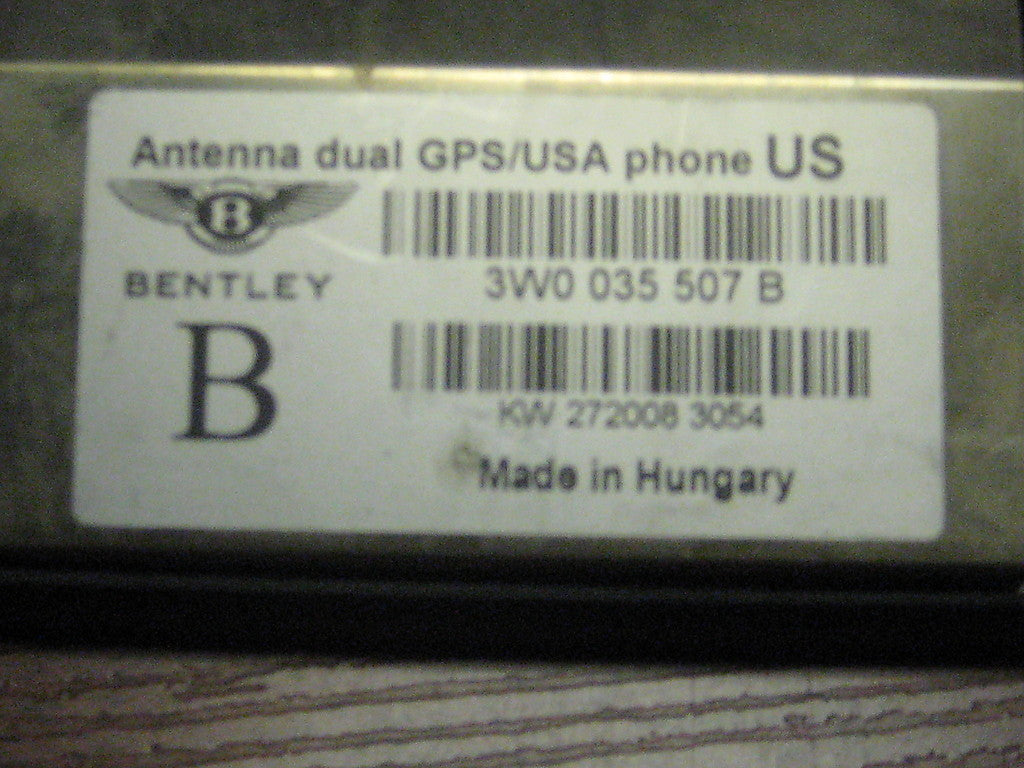 Antenna dual GPS/USA phone US
B
BENTLEY
3W0 035 507 B
B
KW 272008 3054
Made in Hungary